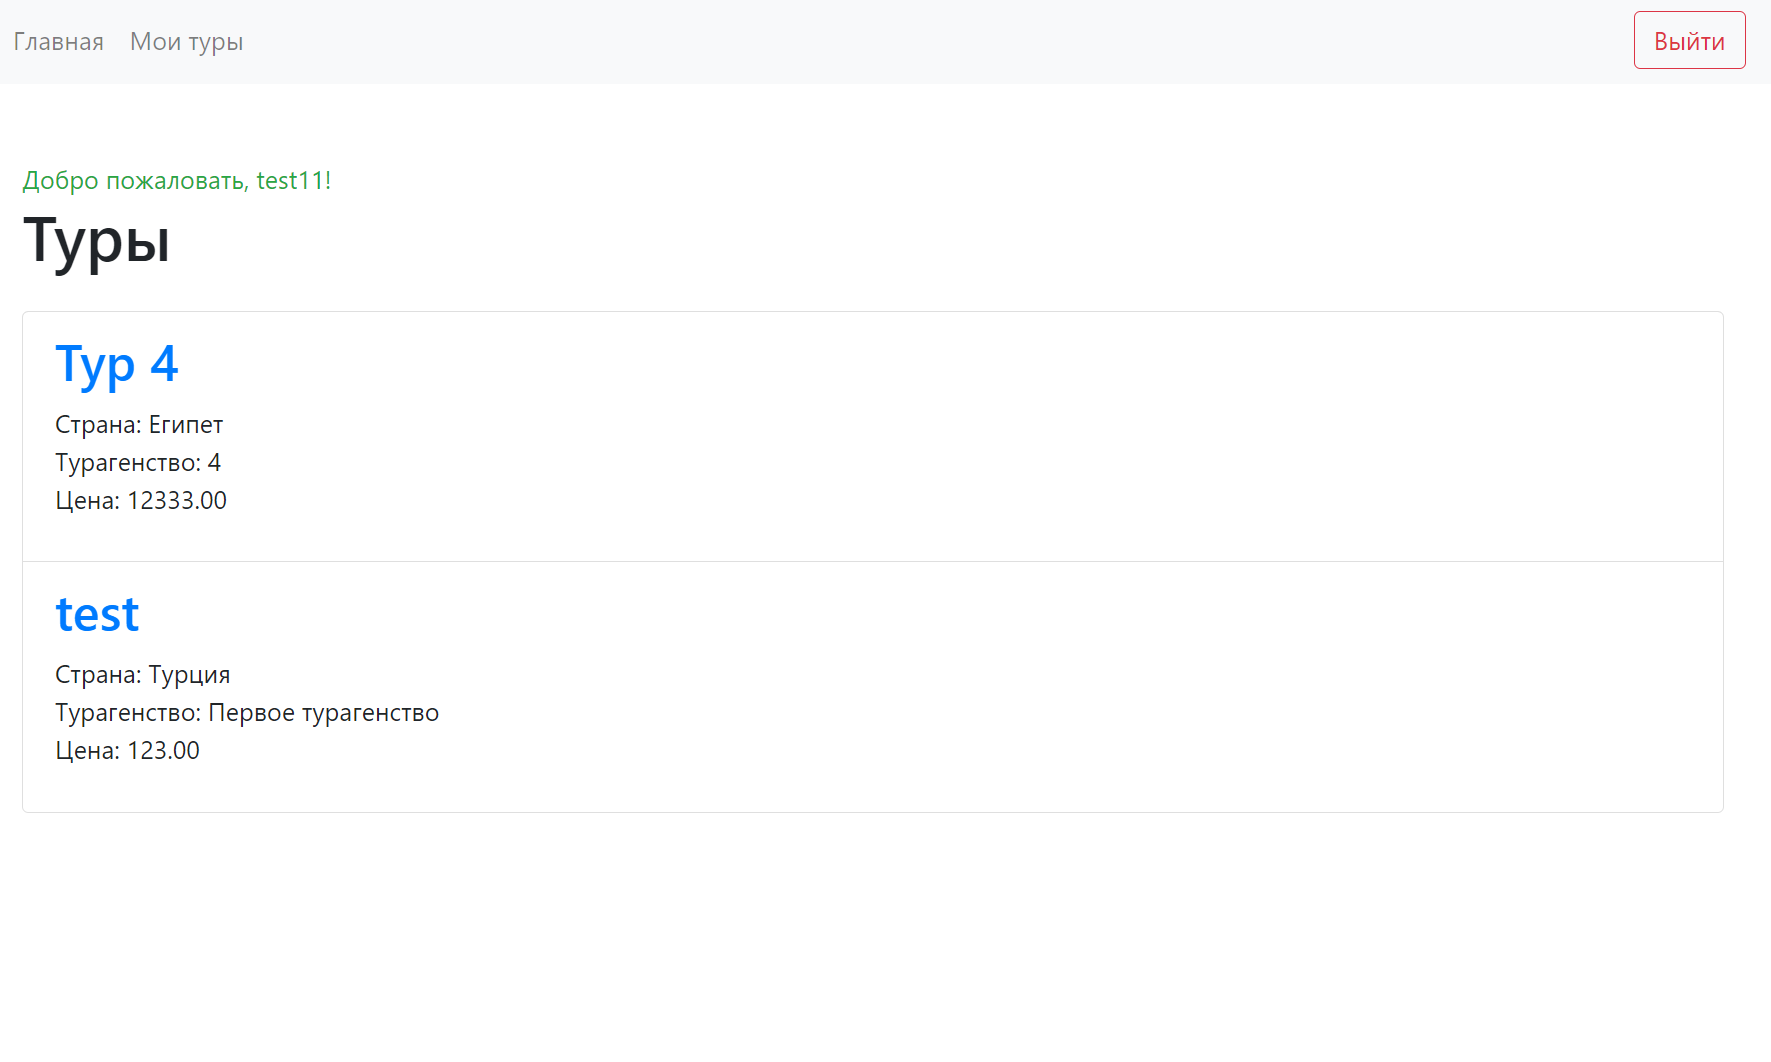 Главная Мои туры Выйти
Добро пожаловать, test11!
Туры
Тур 4
Страна: Египет
Турагенство: 4
Цена: 12333.00
test
Страна: Турция
Турагенство: Первое турагенство
Цена: 123.00